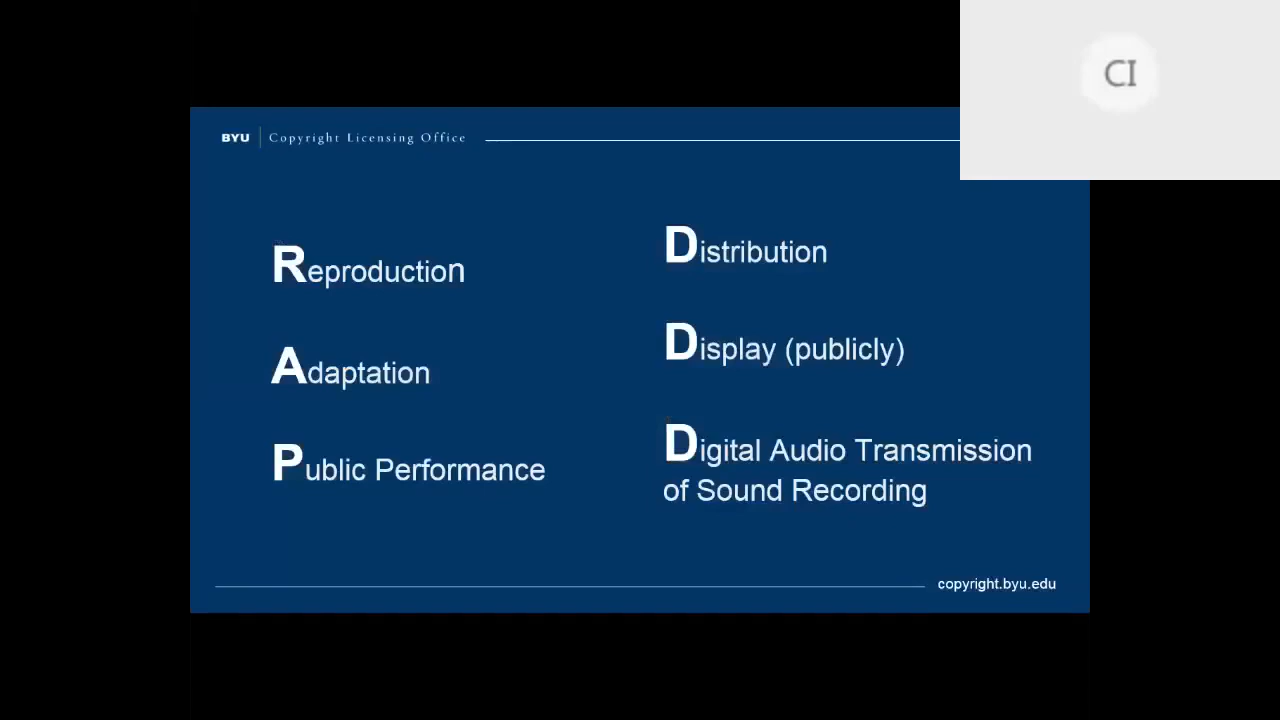 CI
BYU | Copyright Licensing Office
Reproduction
Adaptation
Public Performance
Distribution
Display (publicly)
Digital Audio Transmission
of Sound Recording
copyright.byu.edu